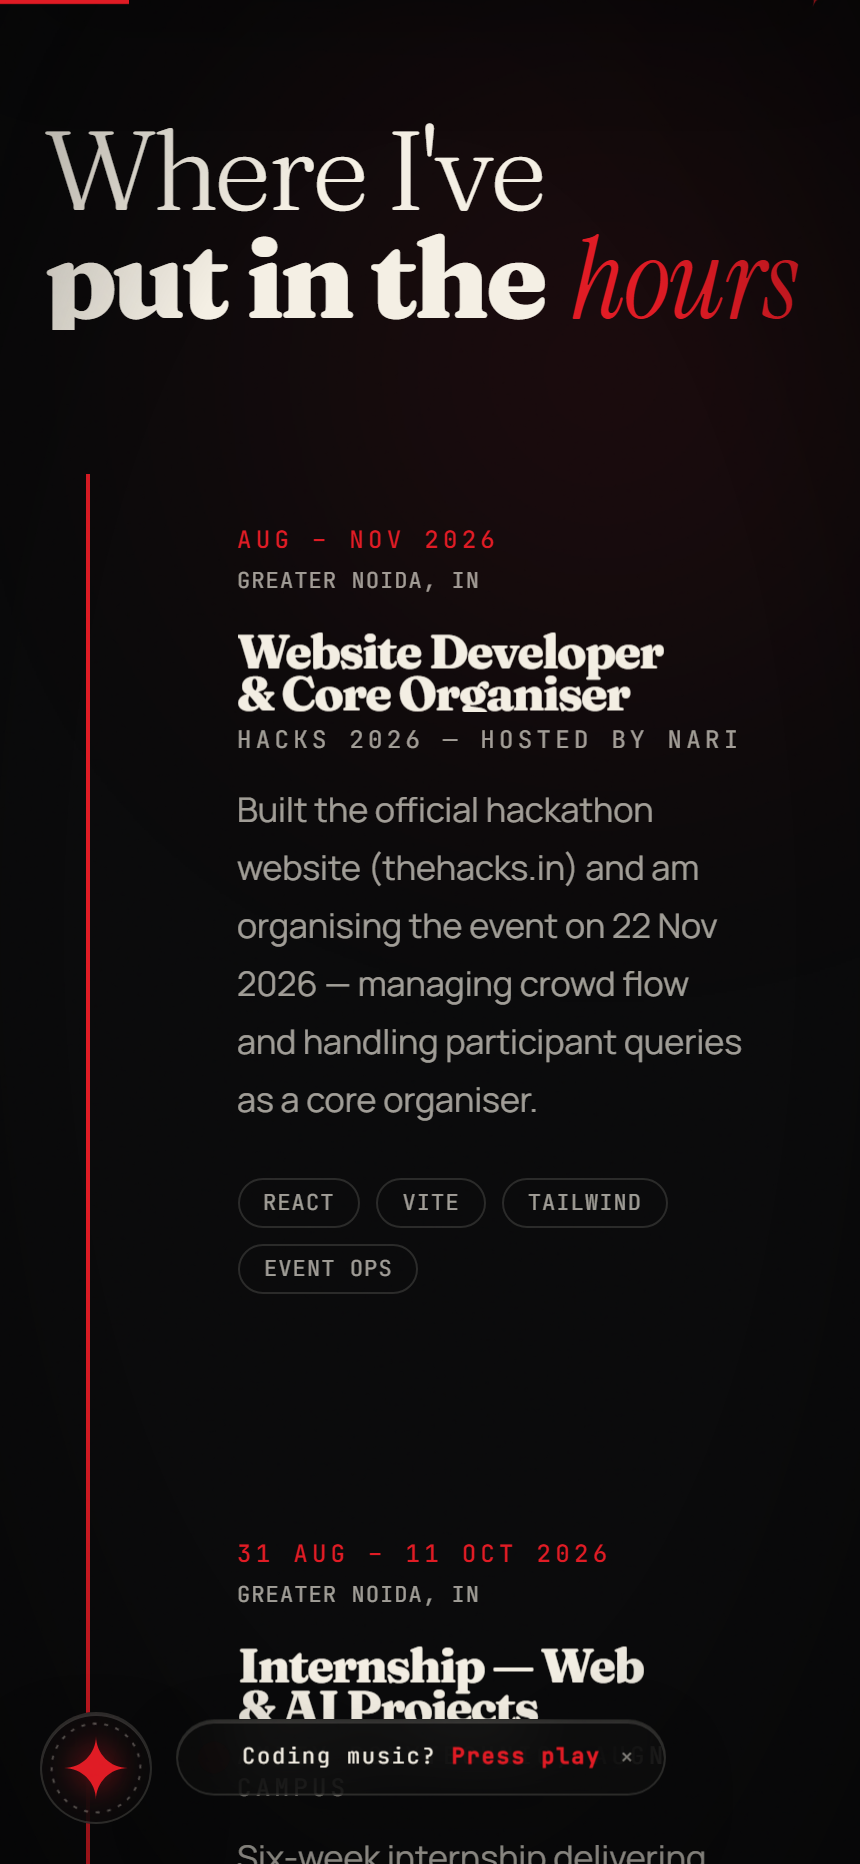 Where I've
put in the hours
AUG – NOV 2026
GREATER NOIDA, IN
Website Developer
& Core Organiser
HACKS 2026 — HOSTED BY NARI
Built the official hackathon
website (thehacks.in) and am
organising the event on 22 Nov
2026 — managing crowd flow
and handling participant queries
as a core organiser.
REACT
VITE
TAILWIND
EVENT OPS
31 AUG – 11 OCT 2026
GREATER NOIDA, IN
Internship — Web
& AI Projects
Coding music? Press play ×
CAMPUS
Six-week internship delivering